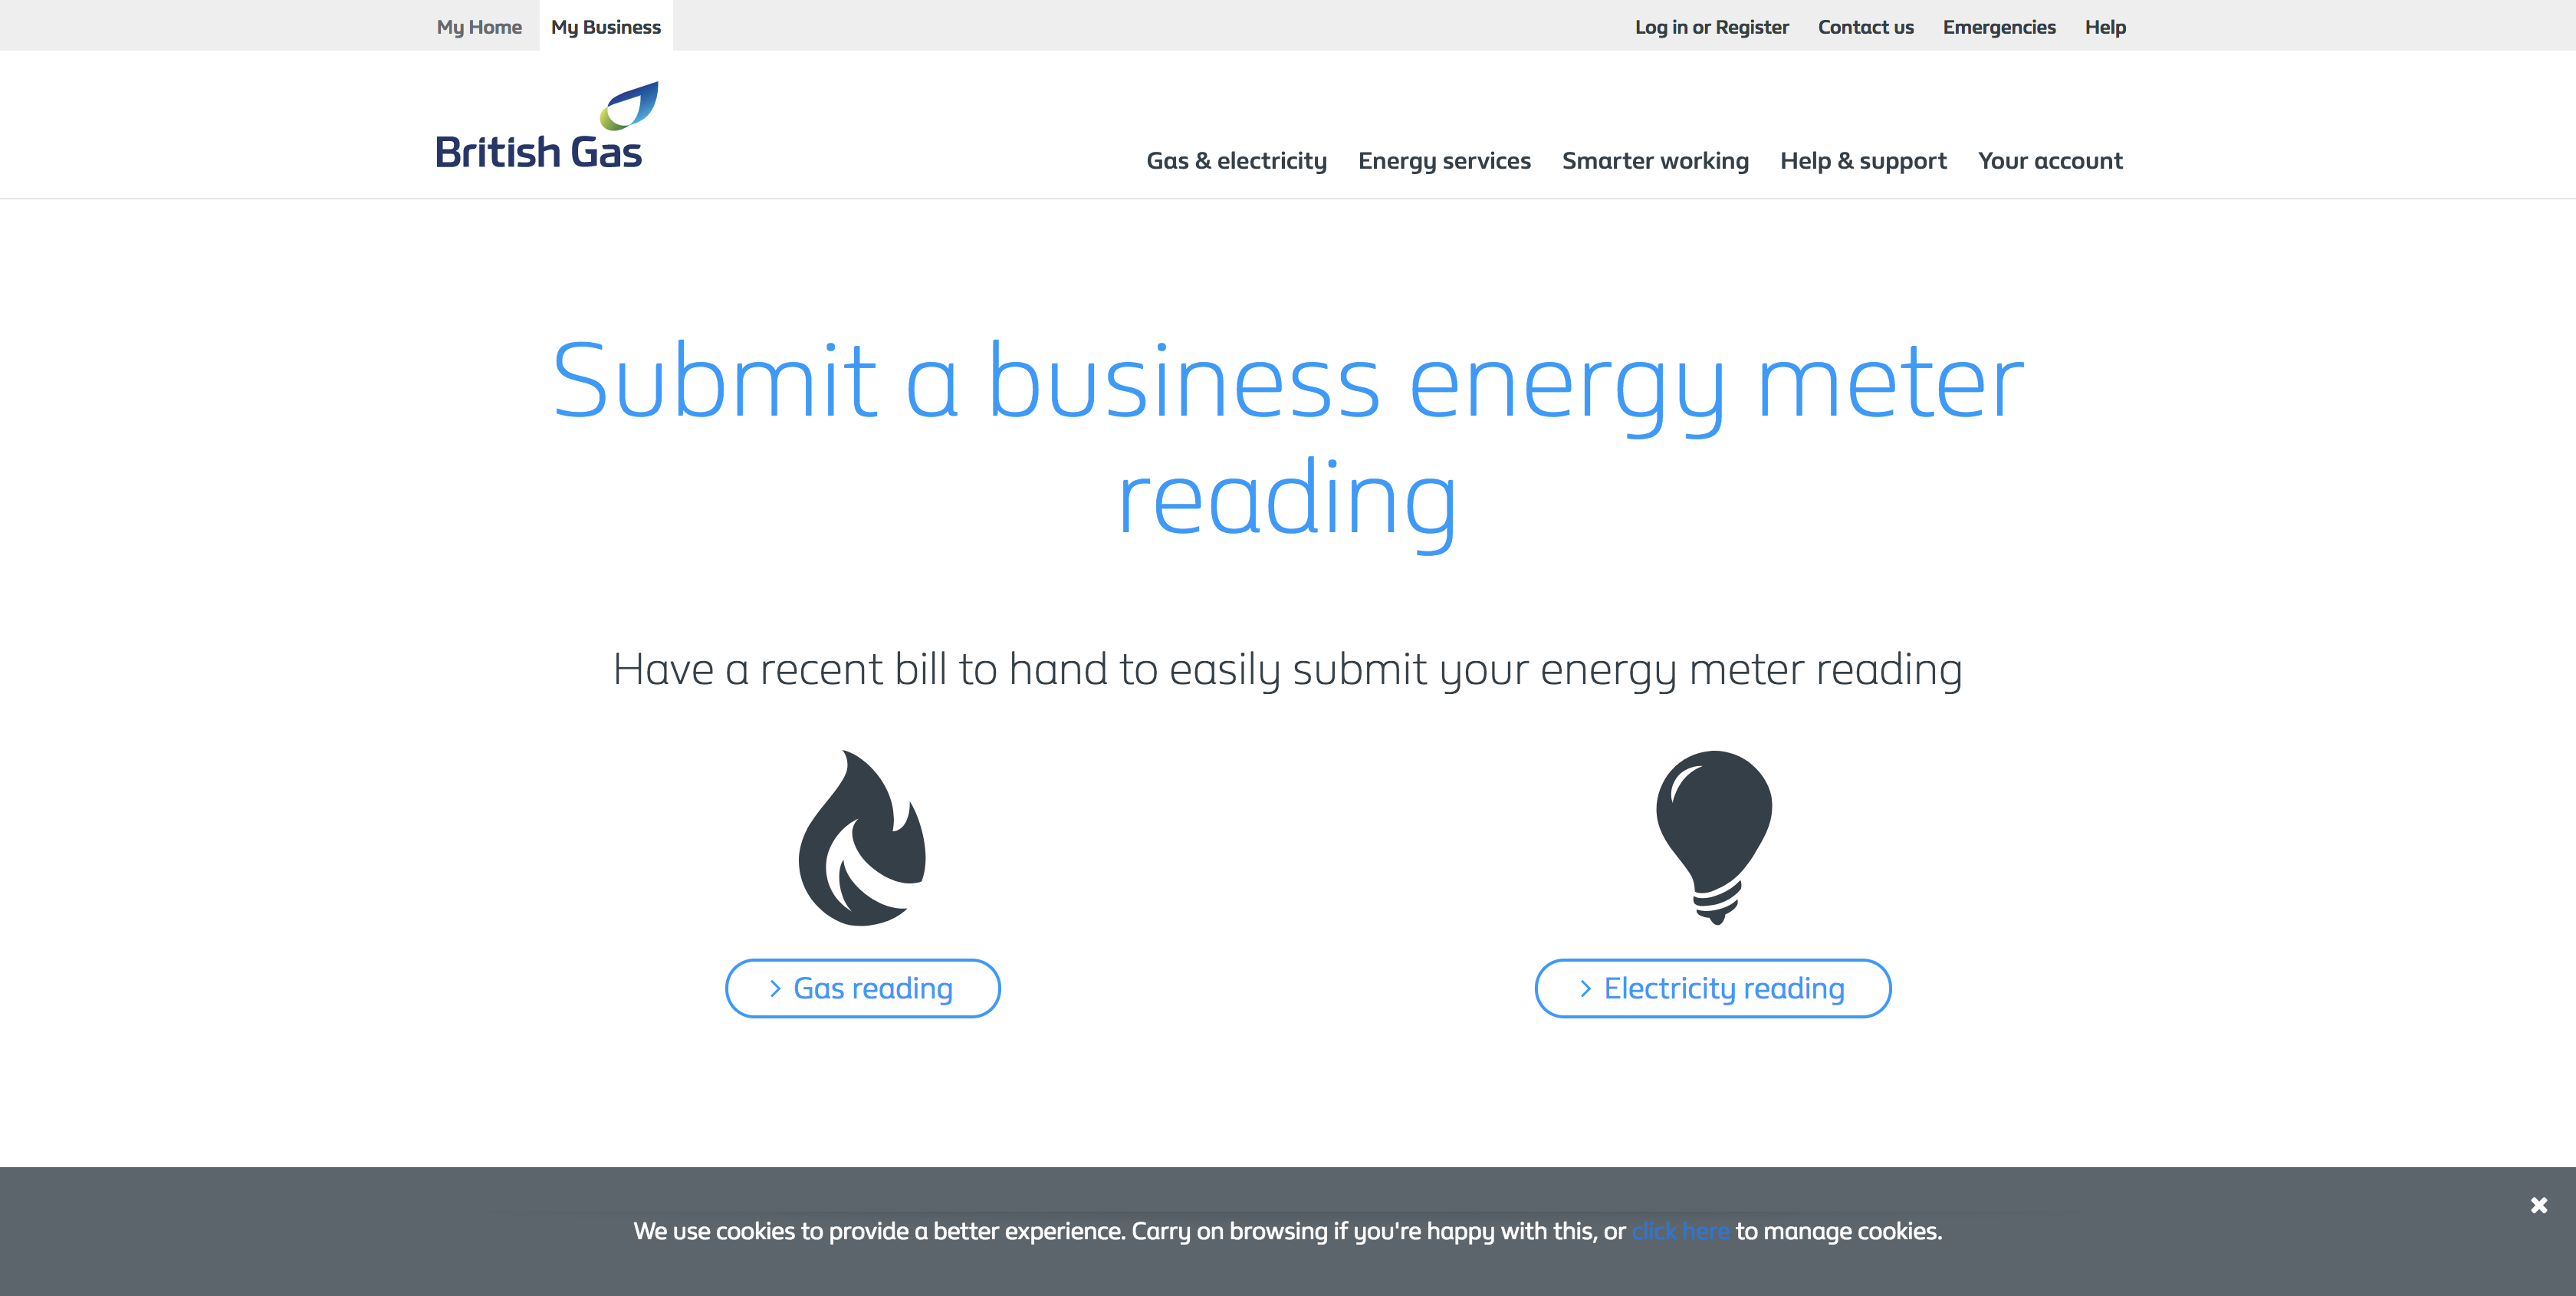 My Home My Business Log in or Register Contact us Emergencies Help
British Gas
Gas & electricity Energy services Smarter working Help & support Your account
Submit a business energy meter
reading
Have a recent bill to hand to easily submit your energy meter reading
Gas reading Electricity reading
We use cookies to provide a better experience. Carry on browsing if you're happy with this, or click here to manage cookies.